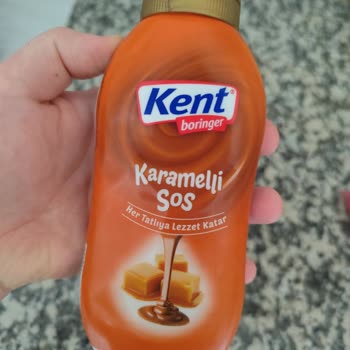 Kent
boringer
Karamelli
Sos
Her Tatlıya Lezzet Katar